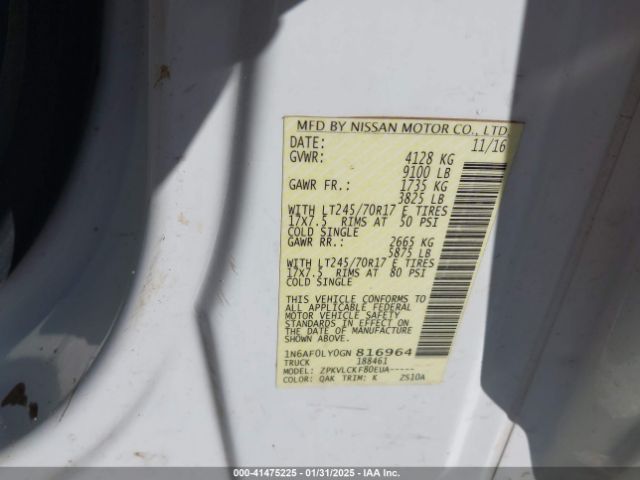 MFD BY NISSAN MOTOR CO., LTD.
DATE: 11/16
GVWR: 4128 KG
9100 LB
GAWR FR.: 1735 KG
3825 LB
WITH LT245/70R17 E TIRES
17X7.5 RIMS AT 50 PSI
COLD SINGLE
GAWR RR.: 2665 KG
5875 LB
WITH LT245/70R17 E TIRES
17X7.5 RIMS AT 80 PSI
COLD SINGLE
THIS VEHICLE CONFORMS TO
ALL APPLICABLE FEDERAL
MOTOR VEHICLE SAFETY
STANDARDS IN EFFECT ON
THE DATE OF MANUFACTURE
SHOWN ABOVE.
1N6AF0LY0GN 816964
TRUCK 18846I
MODEL: ZPKVLCKF80EUA-----
COLOR: QAK TRIM: K ZS10A
000-41475225 - 01/31/2025 - IAA Inc.